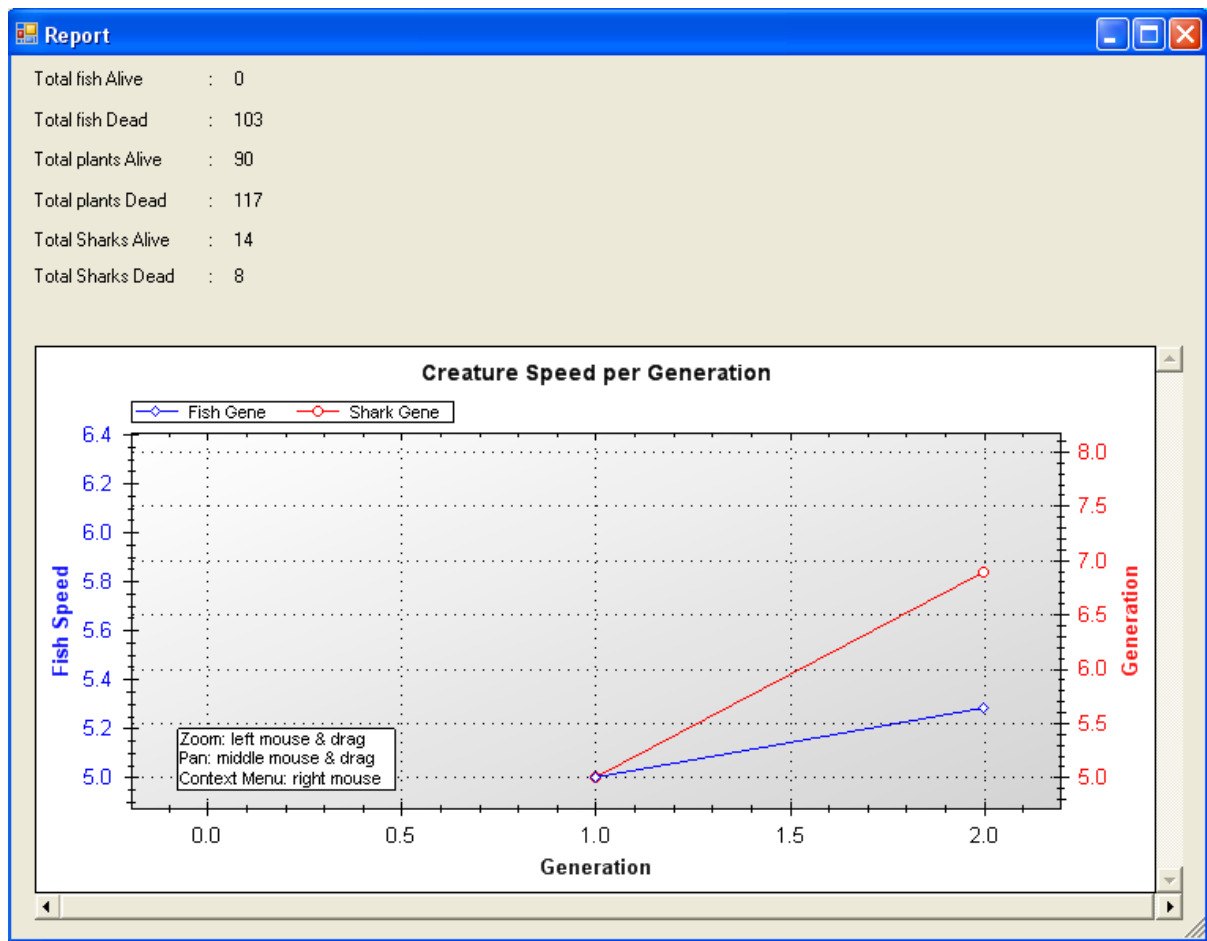 Report
Total fish Alive : 0
Total fish Dead : 103
Total plants Alive : 90
Total plants Dead : 117
Total Sharks Alive : 14
Total Sharks Dead : 8
Creature Speed per Generation
Fish Gene Shark Gene
6.4
6.2
6.0
5.8
5.6
5.4
5.2
5.0
Fish Speed
8.0
7.5
7.0
6.5
6.0
5.5
5.0
Generation
Zoom: left mouse & drag
Pan: middle mouse & drag
Context Menu: right mouse
0.0 0.5 1.0 1.5 2.0
Generation